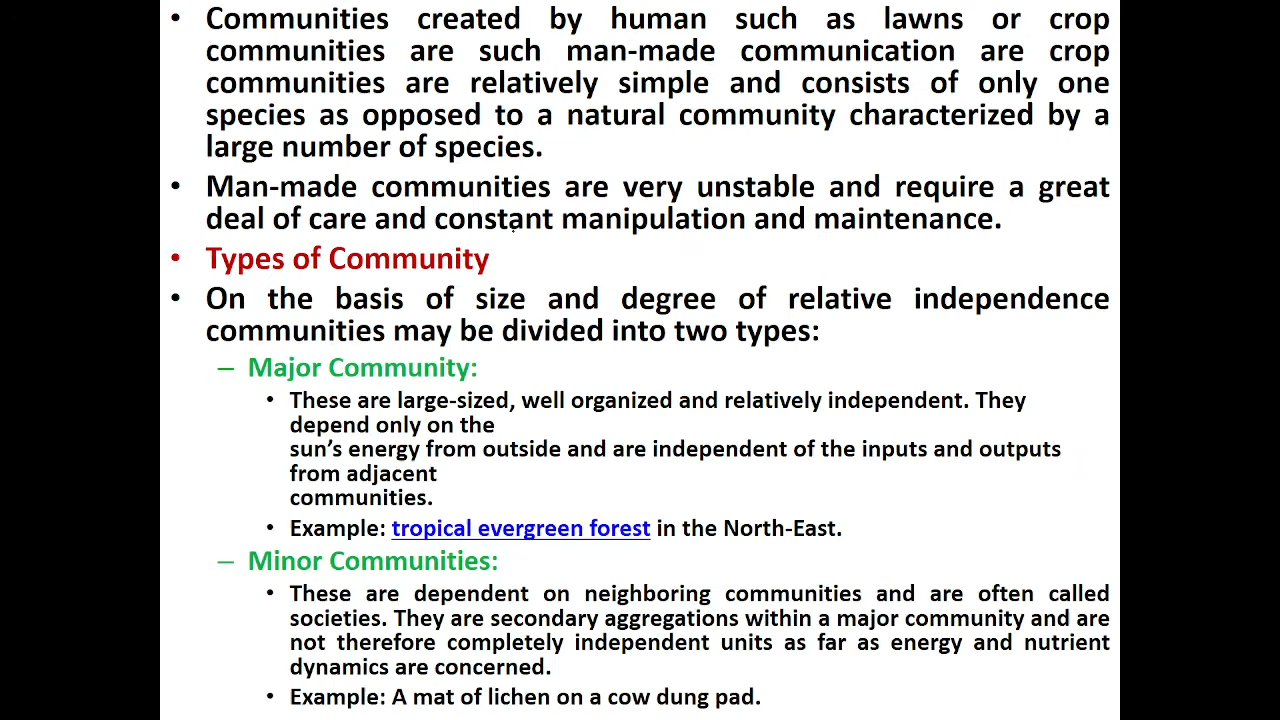 • Communities created by human such as lawns or crop
communities are such man-made communication are crop
communities are relatively simple and consists of only one
species as opposed to a natural community characterized by a
large number of species.
• Man-made communities are very unstable and require a great
deal of care and constant manipulation and maintenance.
• Types of Community
• On the basis of size and degree of relative independence
communities may be divided into two types:
– Major Community:
• These are large-sized, well organized and relatively independent. They
depend only on the
sun’s energy from outside and are independent of the inputs and outputs
from adjacent
communities.
• Example: tropical evergreen forest in the North-East.
– Minor Communities:
• These are dependent on neighboring communities and are often called
societies. They are secondary aggregations within a major community and are
not therefore completely independent units as far as energy and nutrient
dynamics are concerned.
• Example: A mat of lichen on a cow dung pad.